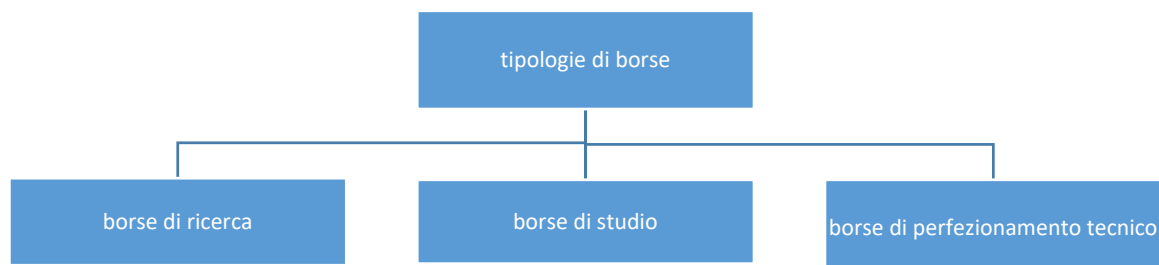 tipologie di borse
borse di ricerca
borse di studio
borse di perfezionamento tecnico